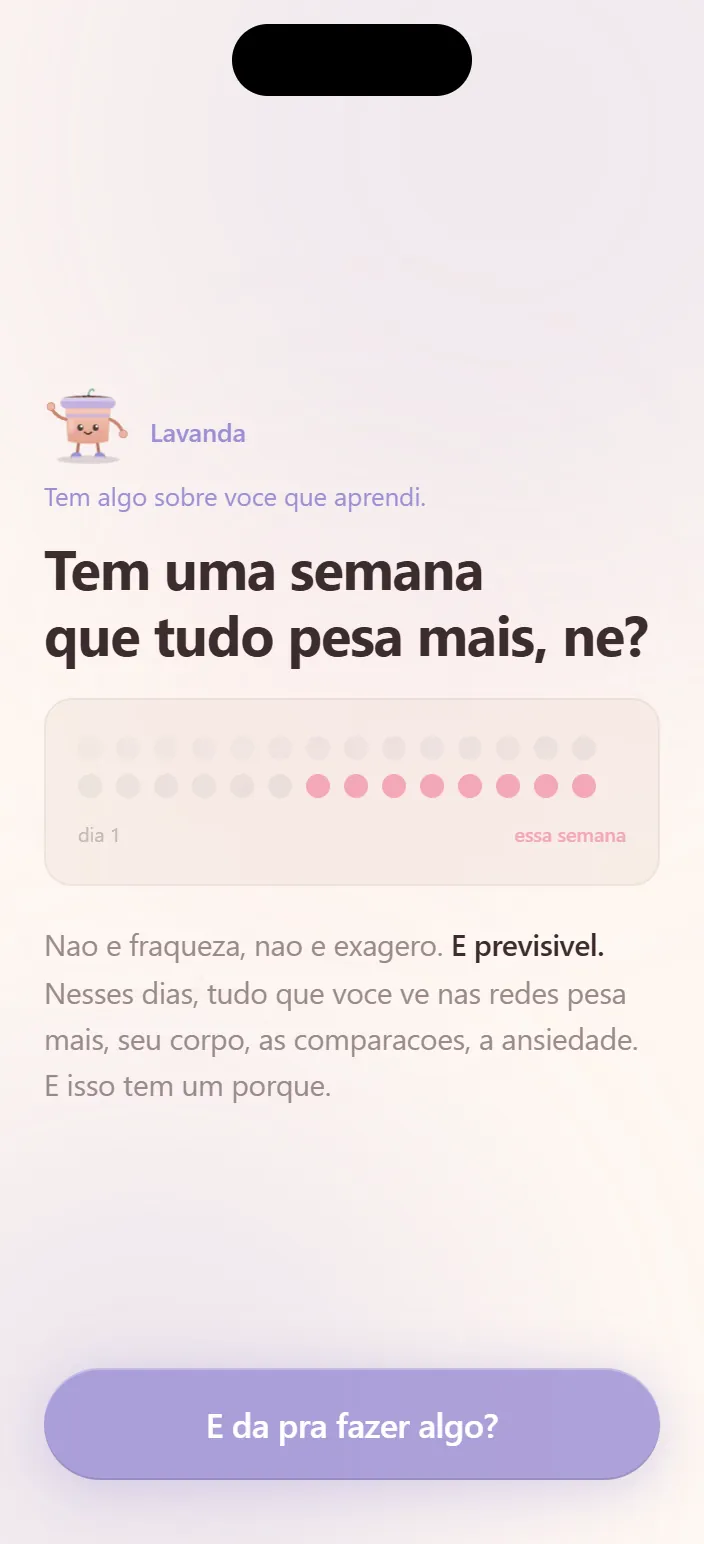 Lavanda
Tem algo sobre voce que aprendi.
Tem uma semana
que tudo pesa mais, ne?
dia 1
essa semana
Nao e fraqueza, nao e exagero. E previsivel.
Nesses dias, tudo que voce ve nas redes pesa
mais, seu corpo, as comparacoes, a ansiedade.
E isso tem um porque.
E da pra fazer algo?